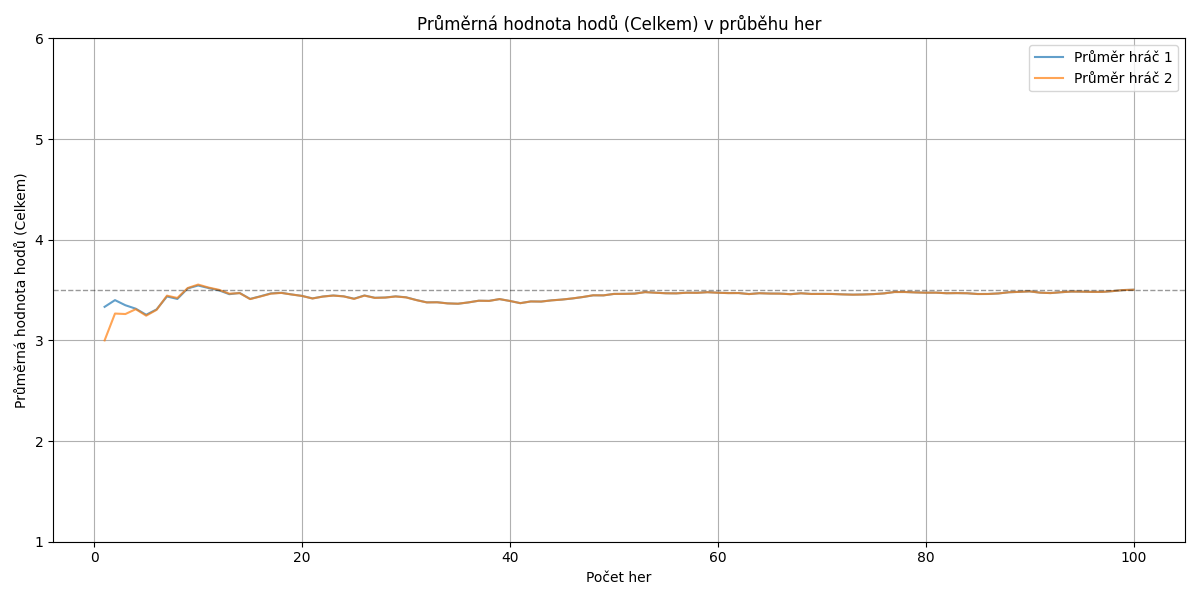 Průměrná hodnota hodů (Celkem) v průběhu her
Průměr hráč 1
Průměr hráč 2
Průměrná hodnota hodů (Celkem)
6
5
4
3
2
1
0 20 40 60 80 100
Počet her